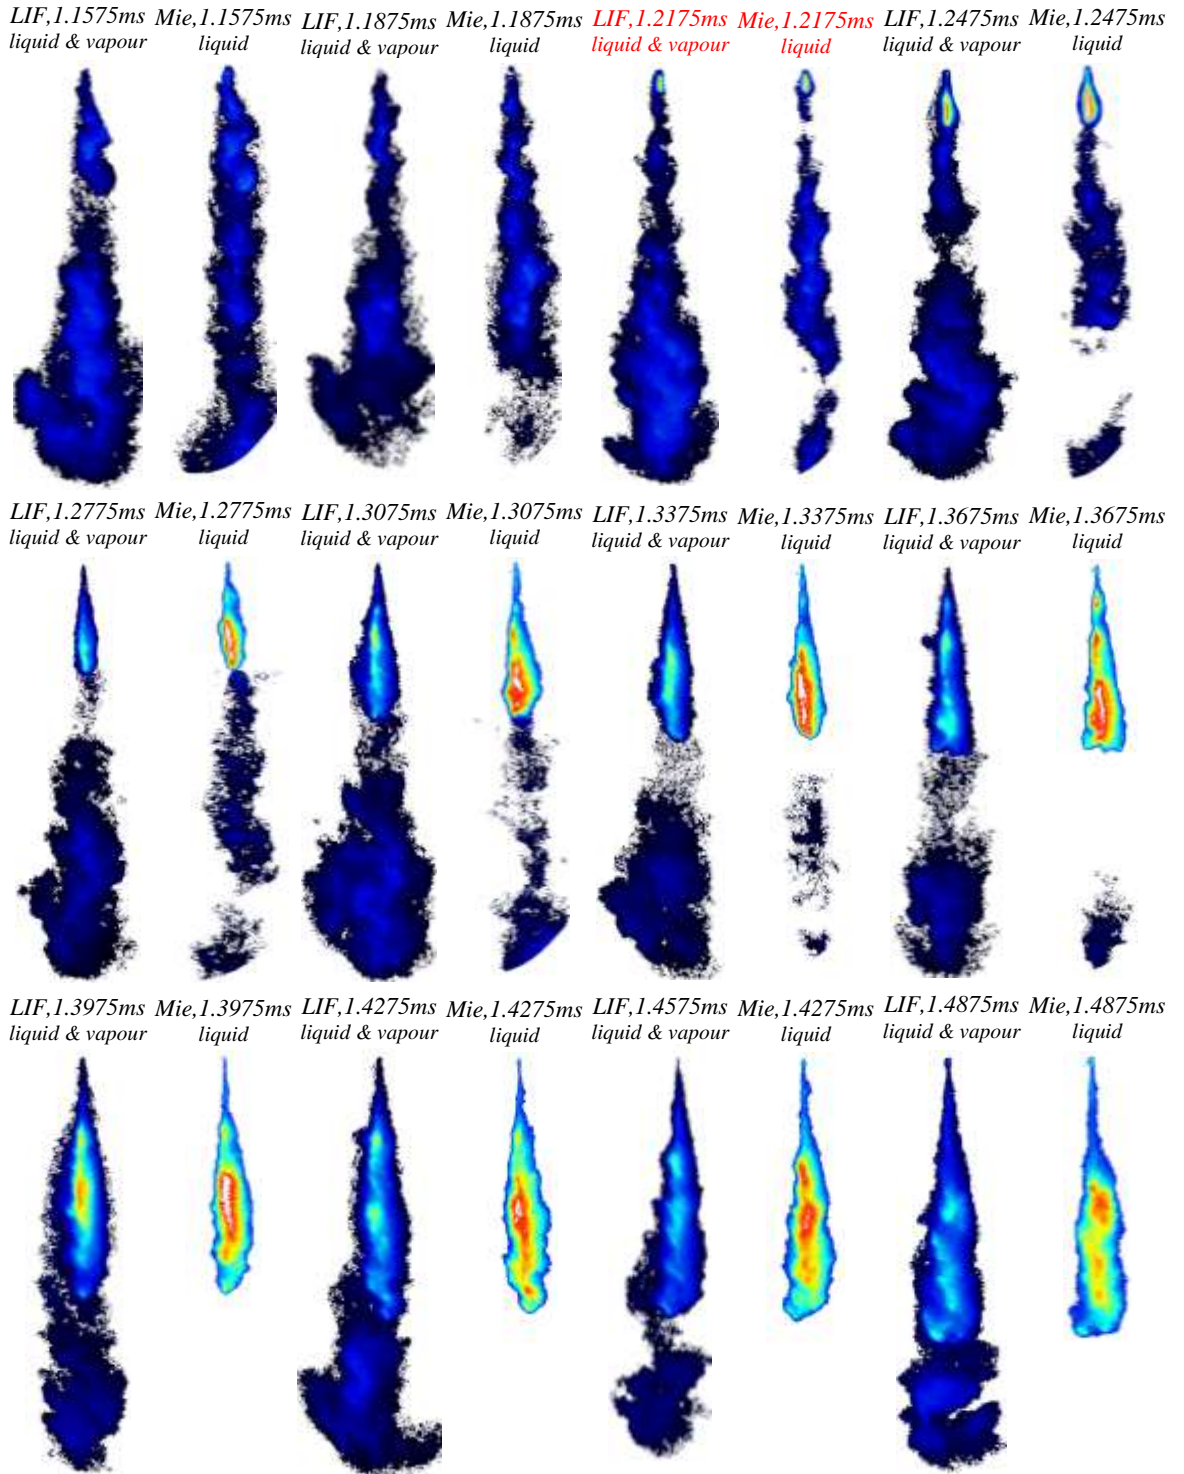 LIF,1.1575ms Mie,1.1575ms LIF,1.1875ms Mie,1.1875ms LIF,1.2175ms Mie,1.2175ms LIF,1.2475ms Mie,1.2475ms
liquid & vapour liquid liquid & vapour liquid liquid & vapour liquid liquid & vapour liquid
LIF,1.2775ms Mie,1.2775ms LIF,1.3075ms Mie,1.3075ms LIF,1.3375ms Mie,1.3375ms LIF,1.3675ms Mie,1.3675ms
liquid & vapour liquid liquid & vapour liquid liquid & vapour liquid liquid & vapour liquid
LIF,1.3975ms Mie,1.3975ms LIF,1.4275ms Mie,1.4275ms LIF,1.4575ms Mie,1.4275ms LIF,1.4875ms Mie,1.4875ms
liquid & vapour liquid liquid & vapour liquid liquid & vapour liquid liquid & vapour liquid